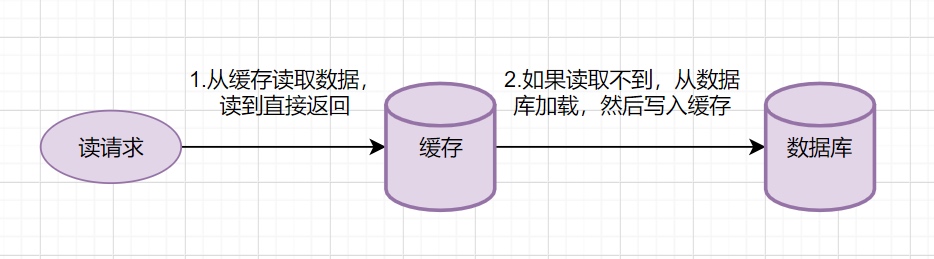 1.从缓存读取数据，
读到直接返回
2.如果读取不到，从数据
库加载，然后写入缓存
读请求
缓存
数据库